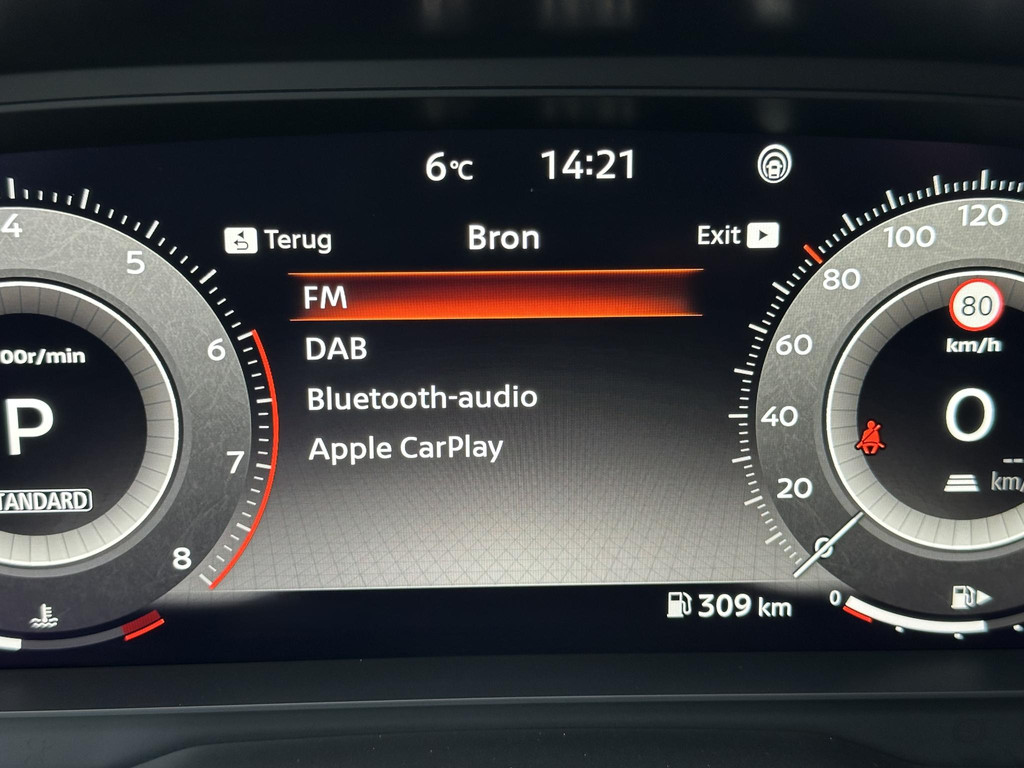 6°C 14:21
Terug Bron Exit
FM
DAB
Bluetooth-audio
Apple CarPlay
309 km
4
5
6
7
8
00r/min
P
TANDARD
120
100
80
60
40
20
0
80
km/h
0
--
km/
0